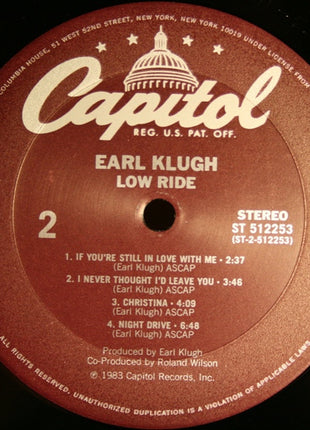 COLUMBIA HOUSE, 51 WEST 52ND STREET, NEW YORK, NEW YORK 10019 UNDER LICENSE
Capitol
REG. U.S. PAT. OFF.
EARL KLUGH
LOW RIDE
2
STEREO
ST 512253
(ST-2-512253)
1. IF YOU'RE STILL IN LOVE WITH ME • 2:37
(Earl Klugh) ASCAP
2. I NEVER THOUGHT I'D LEAVE YOU • 3:46
(Earl Klugh) ASCAP
3. CHRISTINA • 4:09
(Earl Klugh) ASCAP
4. NIGHT DRIVE • 6:48
(Earl Klugh) ASCAP
Produced by Earl Klugh
Co-Produced by Roland Wilson
℗ 1983 Capitol Records, Inc.
ALL RIGHTS RESERVED. UNAUTHORIZED DUPLICATION IS A VIOLATION OF APPLICABLE LAWS.